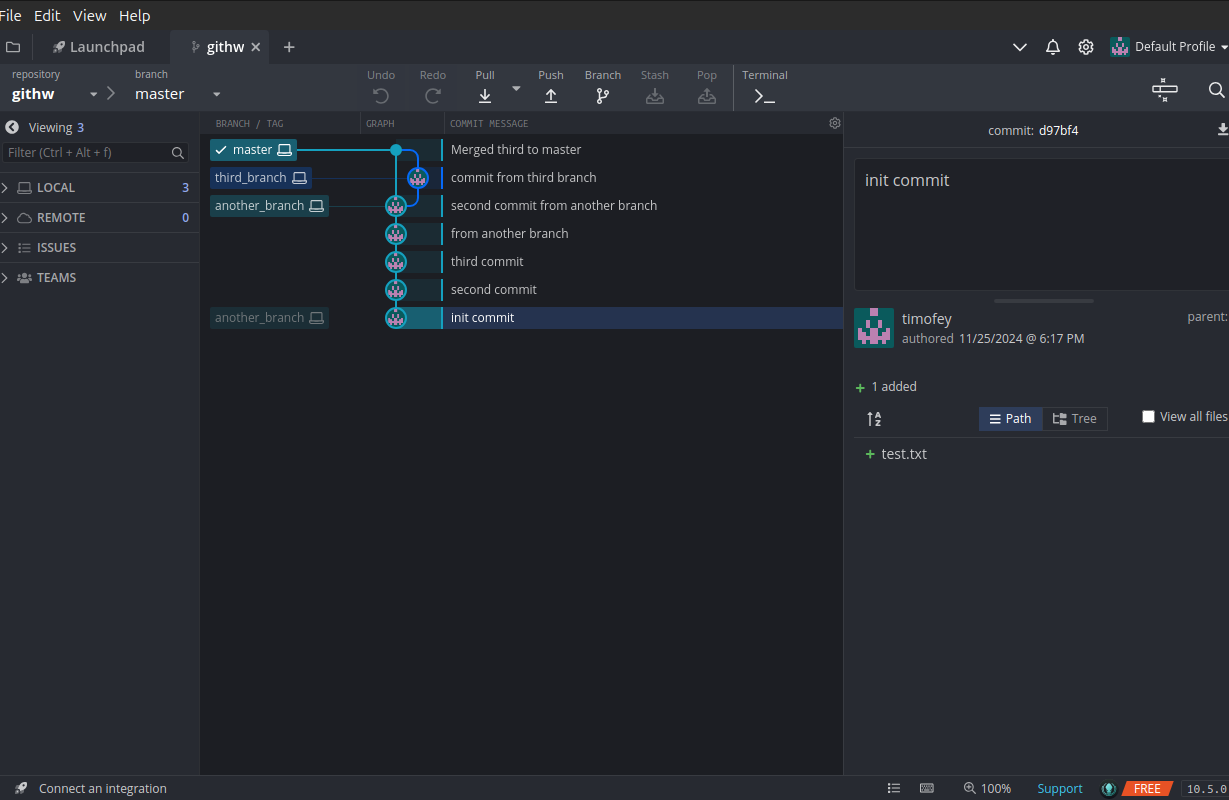 File Edit View Help
Launchpad githw Default Profile
repository branch Undo Redo Pull Push Branch Stash Pop Terminal
githw master
Viewing 3
Filter (Ctrl + Alt + f)
LOCAL 3
REMOTE 0
ISSUES
TEAMS
BRANCH / TAG GRAPH COMMIT MESSAGE
master Merged third to master
third_branch commit from third branch
another_branch second commit from another branch
from another branch
third commit
second commit
another_branch init commit
commit: d97bf4
init commit
timofey parent:
authored 11/25/2024 @ 6:17 PM
+ 1 added
Path Tree View all files
+ test.txt
Connect an integration 100% Support FREE 10.5.0